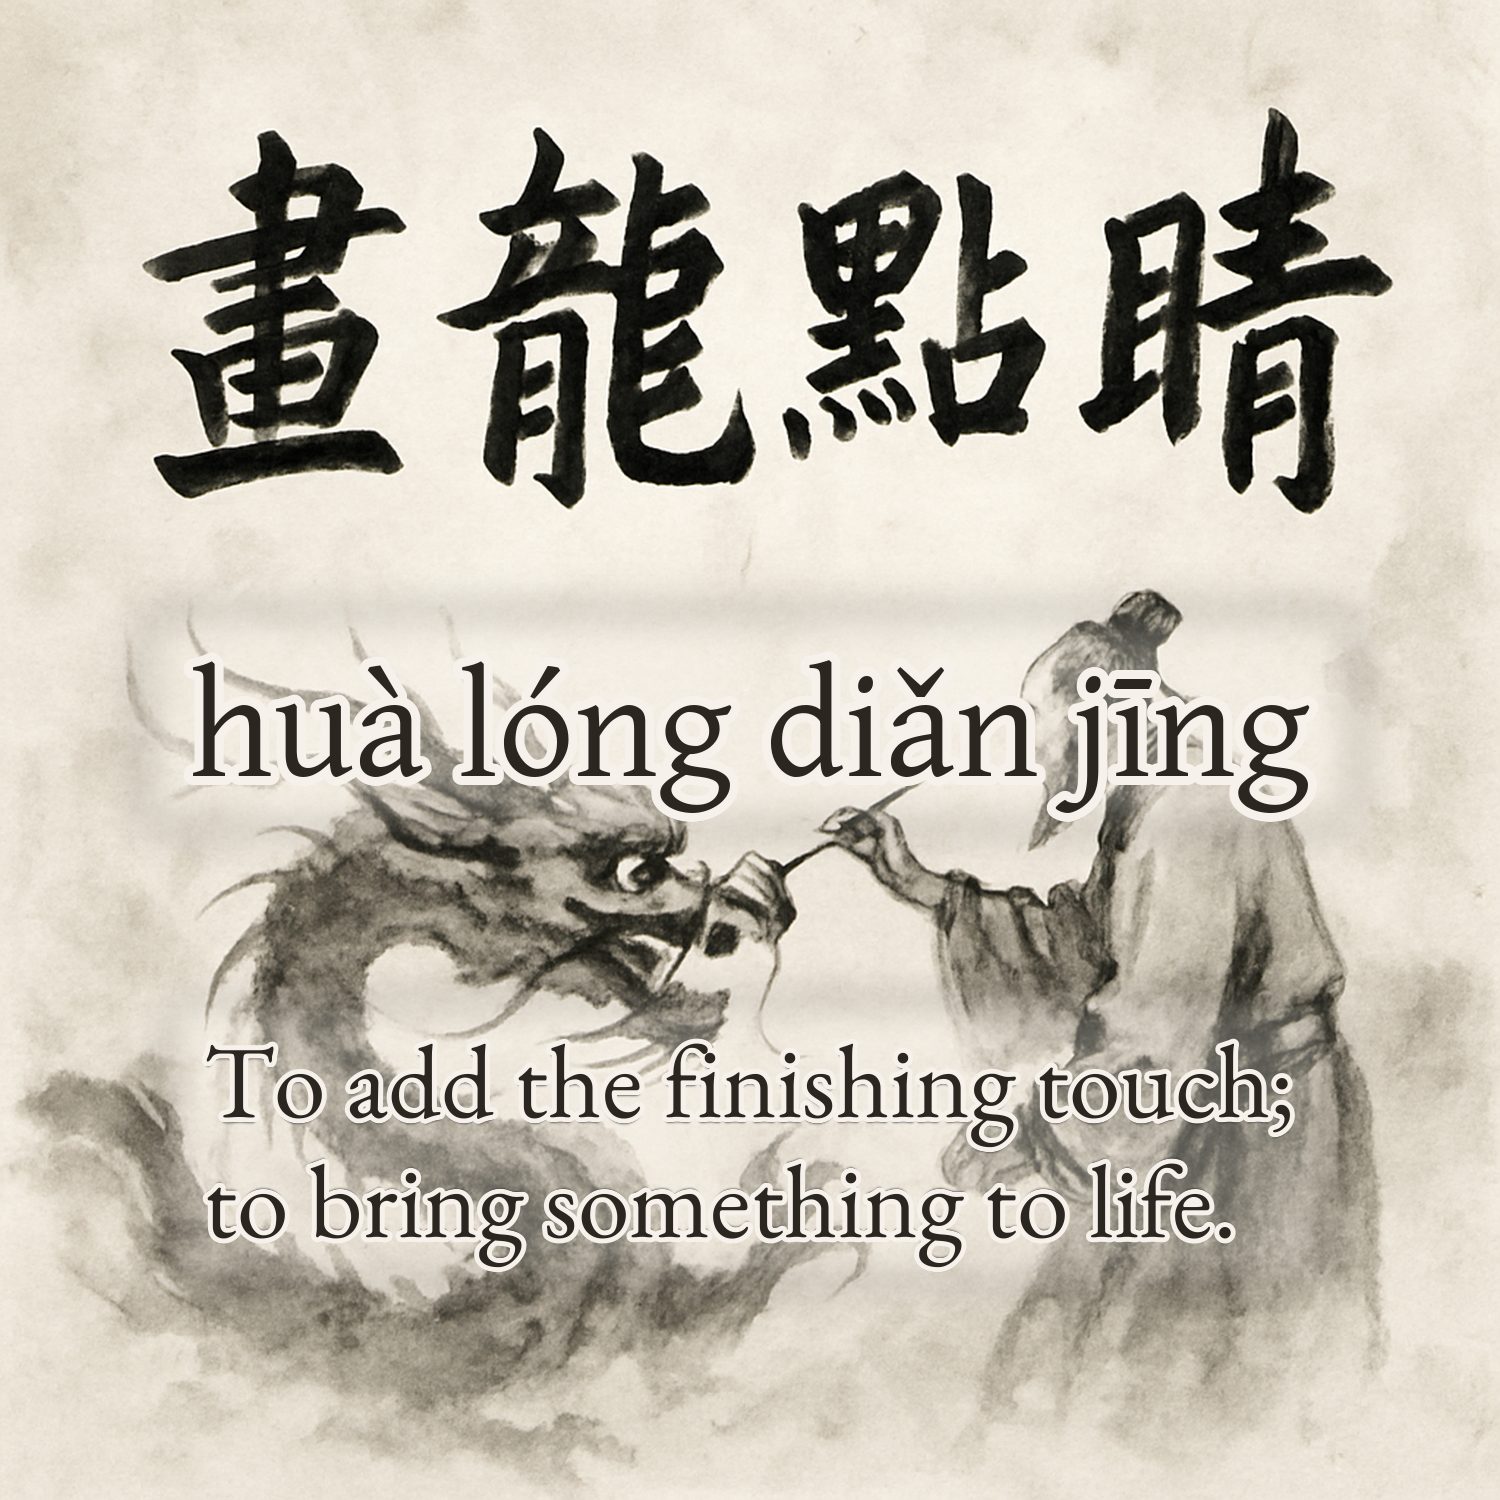 畫龍點睛
huà lóng diǎn jīng
To add the finishing touch;
to bring something to life.